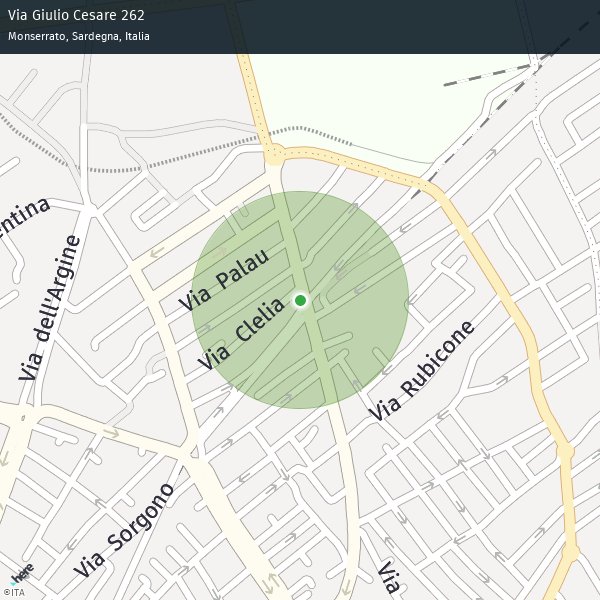 Via Giulio Cesare 262
Monserrato, Sardegna, Italia
entina
Via dell'Argine
Via Palau
Via Clelia
Via Rubicone
Via Sorgono
Via
here
©ITA